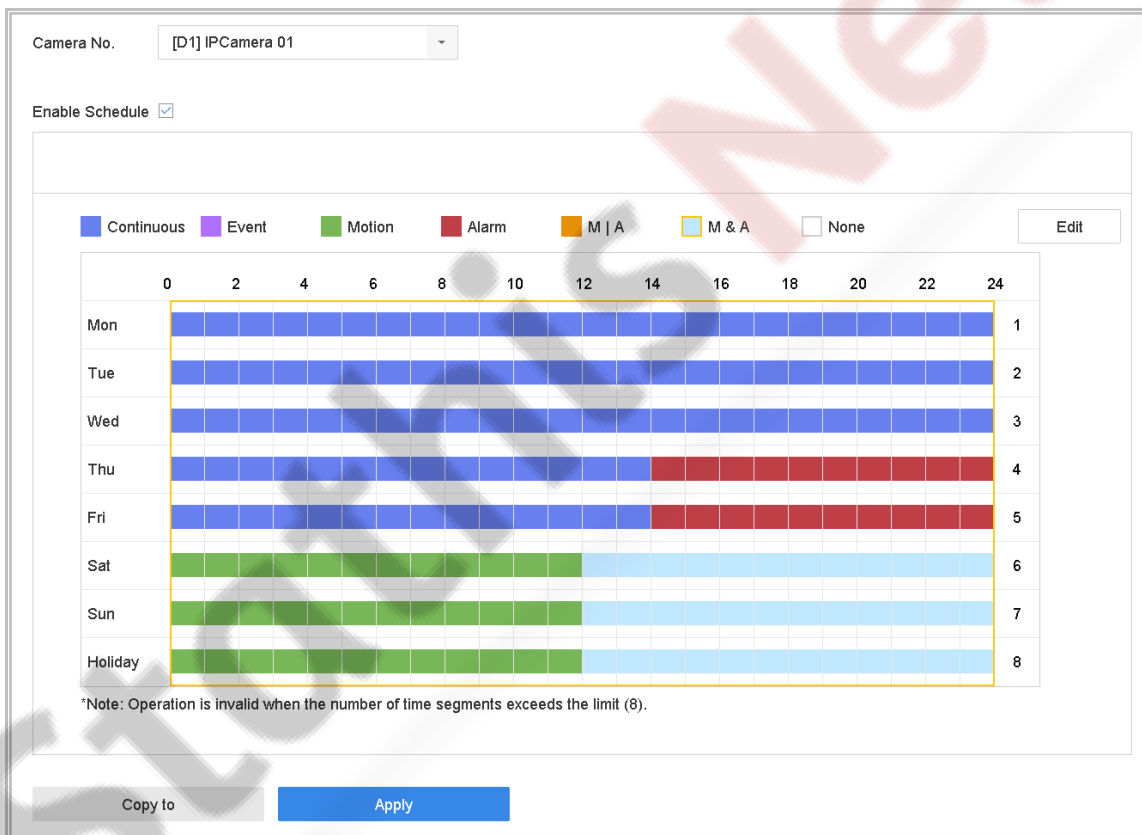 Camera No. [D1] IPCamera 01
Enable Schedule
Continuous Event Motion Alarm M | A M & A None Edit
0 2 4 6 8 10 12 14 16 18 20 22 24
Mon 1
Tue 2
Wed 3
Thu 4
Fri 5
Sat 6
Sun 7
Holiday 8
*Note: Operation is invalid when the number of time segments exceeds the limit (8).
Copy to Apply
Stathis Ne